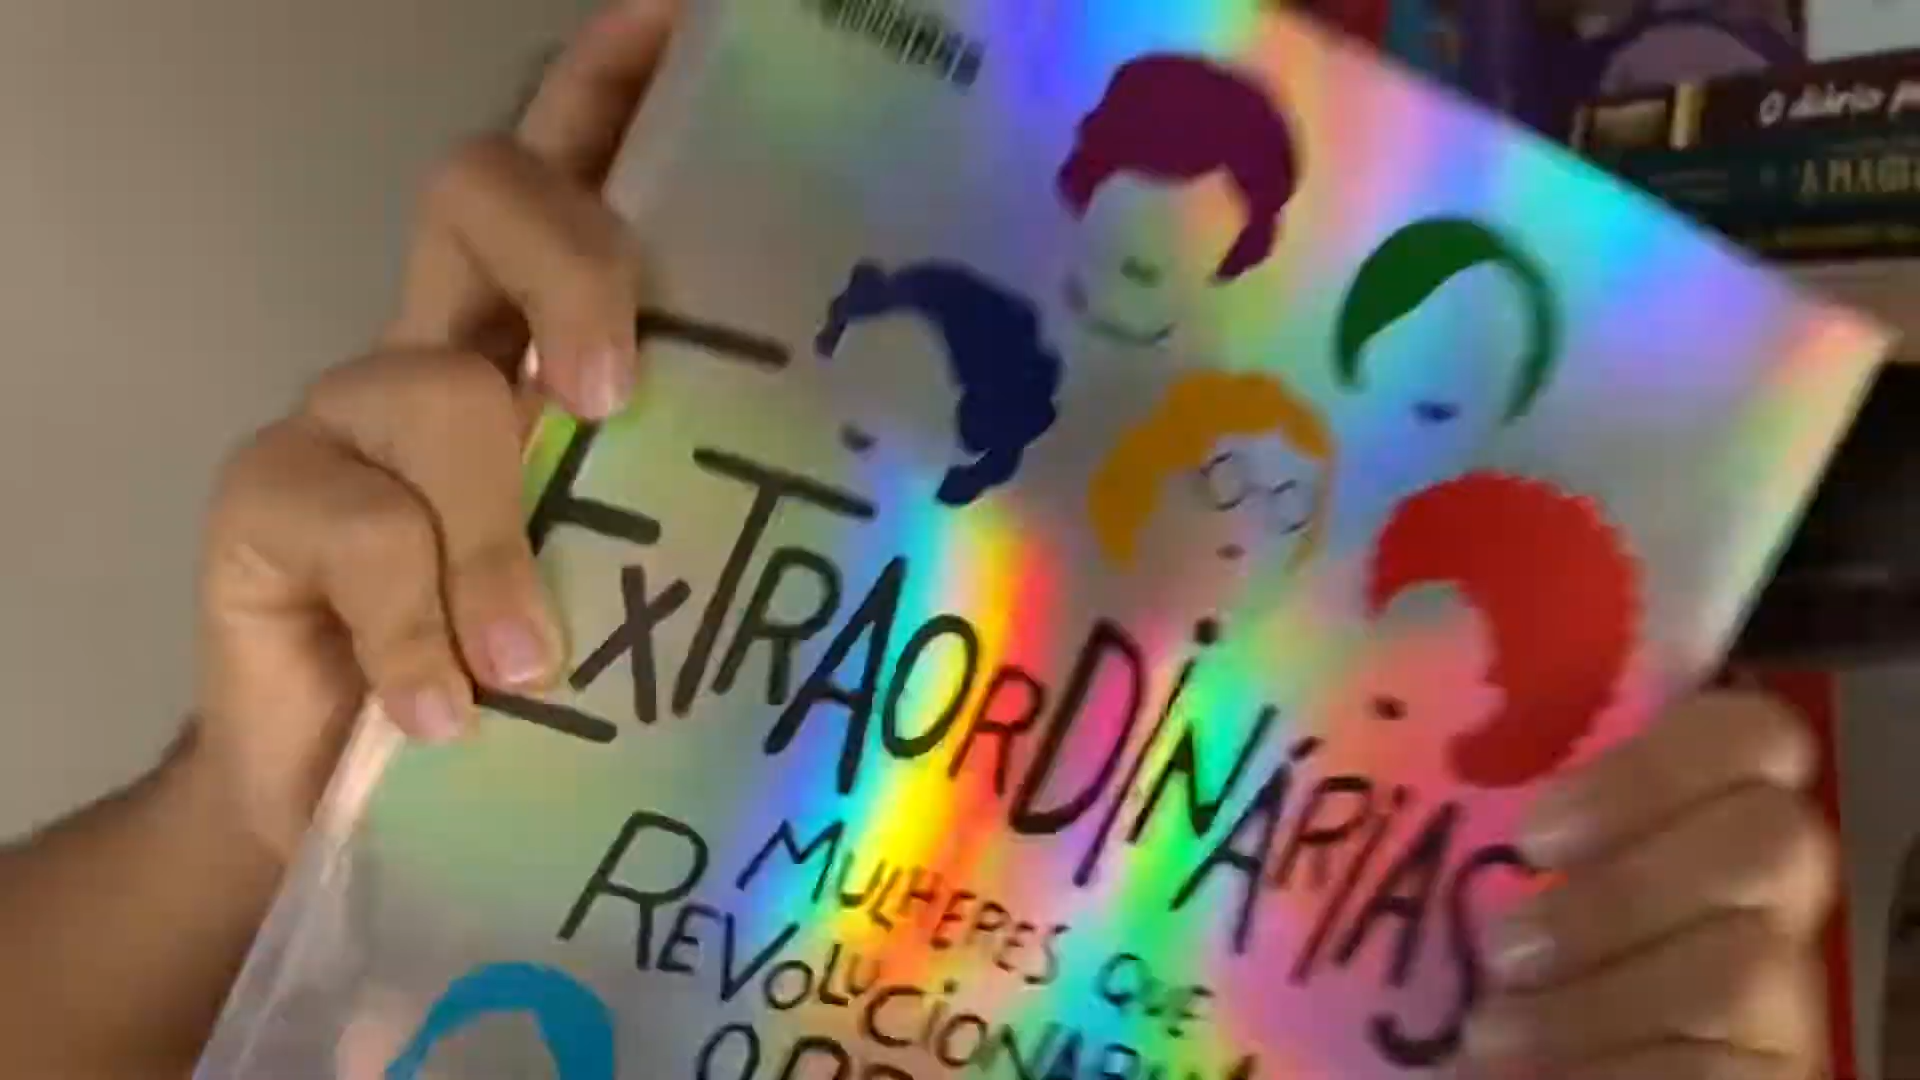 EXTRAORDINÁRIAS
MULHERES QUE
REVOLUCIONARAM
O diário
A MAGIA